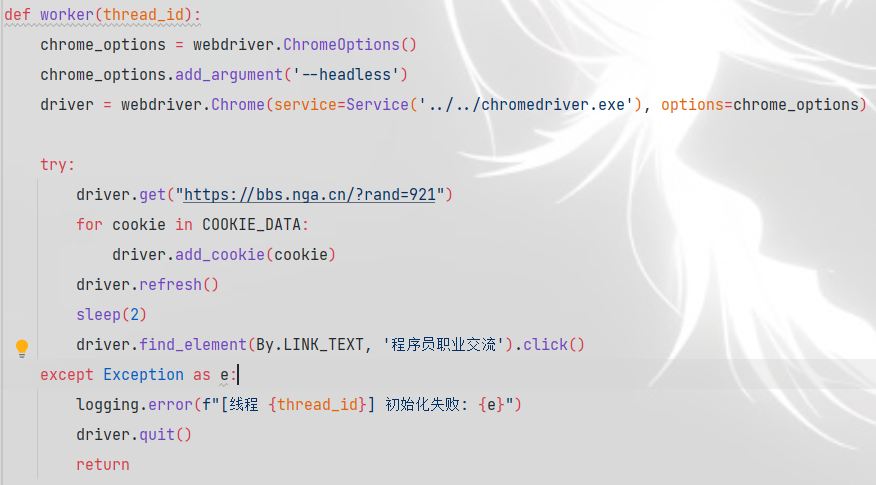 def worker(thread_id):
    chrome_options = webdriver.ChromeOptions()
    chrome_options.add_argument('--headless')
    driver = webdriver.Chrome(service=Service('../../chromedriver.exe'), options=chrome_options)
    try:
        driver.get("https://bbs.nga.cn/?rand=921")
        for cookie in COOKIE_DATA:
            driver.add_cookie(cookie)
        driver.refresh()
        sleep(2)
        driver.find_element(By.LINK_TEXT, '程序员职业交流').click()
    except Exception as e:
        logging.error(f"[线程 {thread_id}] 初始化失败: {e}")
        driver.quit()
        return